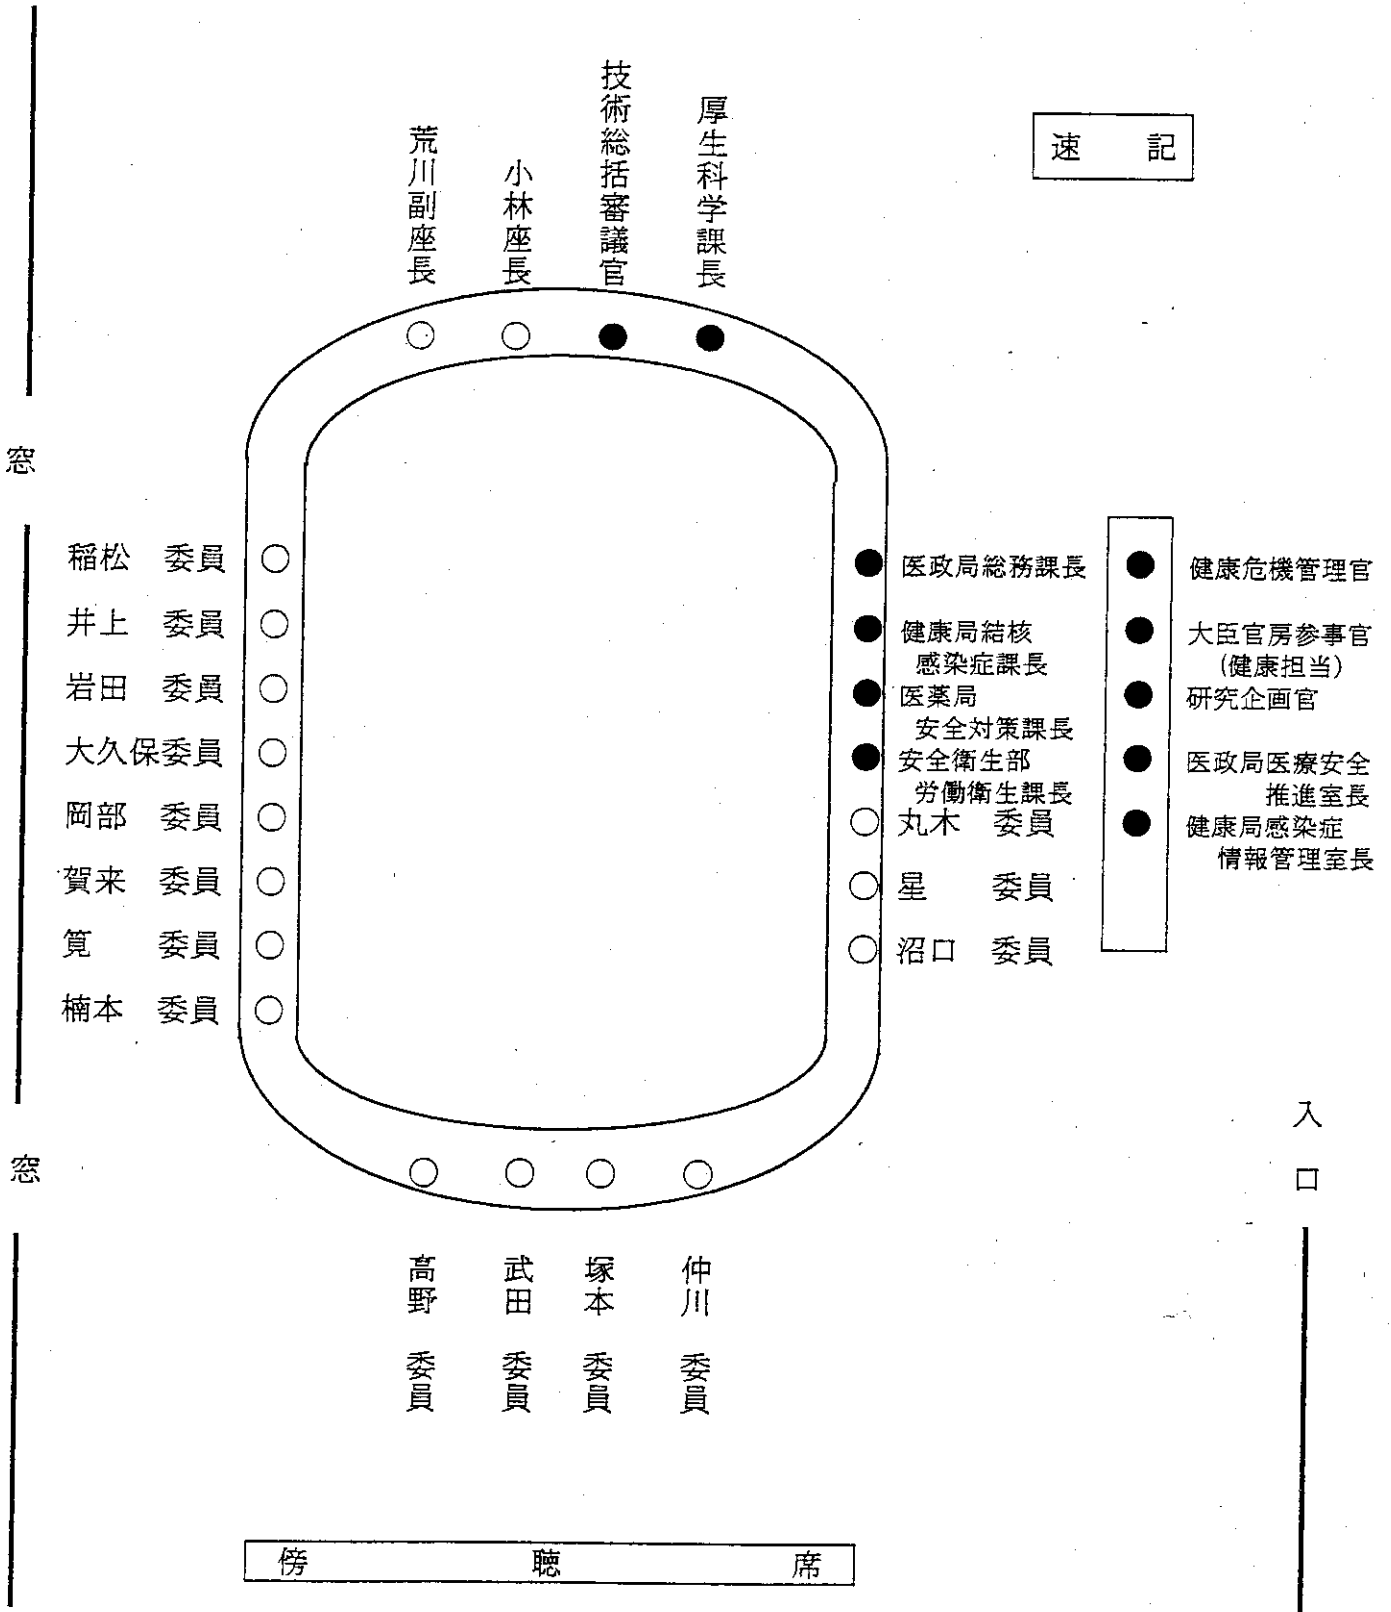 荒川副座長
小林座長
技術総括審議官
厚生科学課長
速　記
窓
稲松　委員
井上　委員
岩田　委員
大久保委員
岡部　委員
賀来　委員
筧　　委員
楠本　委員
医政局総務課長
健康局結核
感染症課長
医薬局
安全対策課長
安全衛生部
労働衛生課長
丸木　委員
星　　委員
沼口　委員
健康危機管理官
大臣官房参事官
(健康担当)
研究企画官
医政局医療安全
推進室長
健康局感染症
情報管理室長
窓
入口
高野　委員
武田　委員
塚本　委員
仲川　委員
傍　聴　席